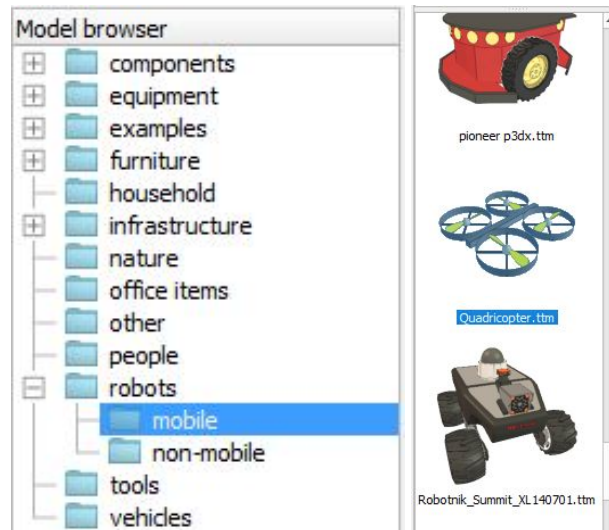 Model browser
components
equipment
examples
furniture
household
infrastructure
nature
office items
other
people
robots
mobile
non-mobile
tools
vehicles
pioneer p3dx.ttm
Quadricopter.ttm
Robotnik_Summit_XL140701.ttm